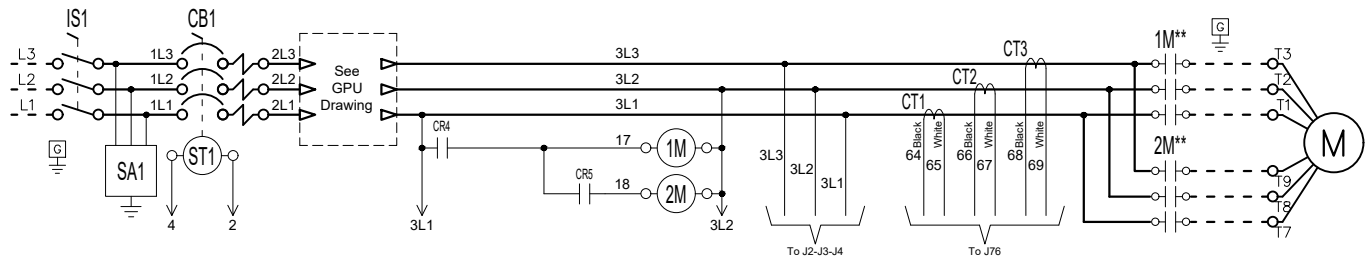 IS1 CB1
L3 1L3 2L3 3L3 CT3 1M** G T3
L2 1L2 2L2 See GPU Drawing 3L2 CT2 T2
L1 1L1 2L1 3L1 CT1 T1
G SA1 ST1
4 2
CR4 17 1M
CR5 18 2M
3L1 3L2
3L3 3L2 3L1
To J2-J3-J4
64 Black 65 White 66 Black 67 White 68 Black 69 White
To J76
2M**
M
T9
T8
T7